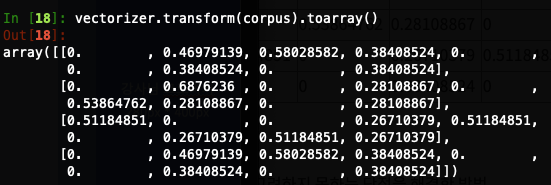 In [18]: vectorizer.transform(corpus).toarray()
Out[18]:
array([[0.        , 0.46979139, 0.58028582, 0.38408524, 0.        ,
        0.        , 0.38408524, 0.        , 0.38408524],
       [0.        , 0.6876236 , 0.        , 0.28108867, 0.        ,
        0.53864762, 0.28108867, 0.        , 0.28108867],
       [0.51184851, 0.        , 0.        , 0.26710379, 0.51184851,
        0.        , 0.26710379, 0.51184851, 0.26710379],
       [0.        , 0.46979139, 0.58028582, 0.38408524, 0.        ,
        0.        , 0.38408524, 0.        , 0.38408524]])